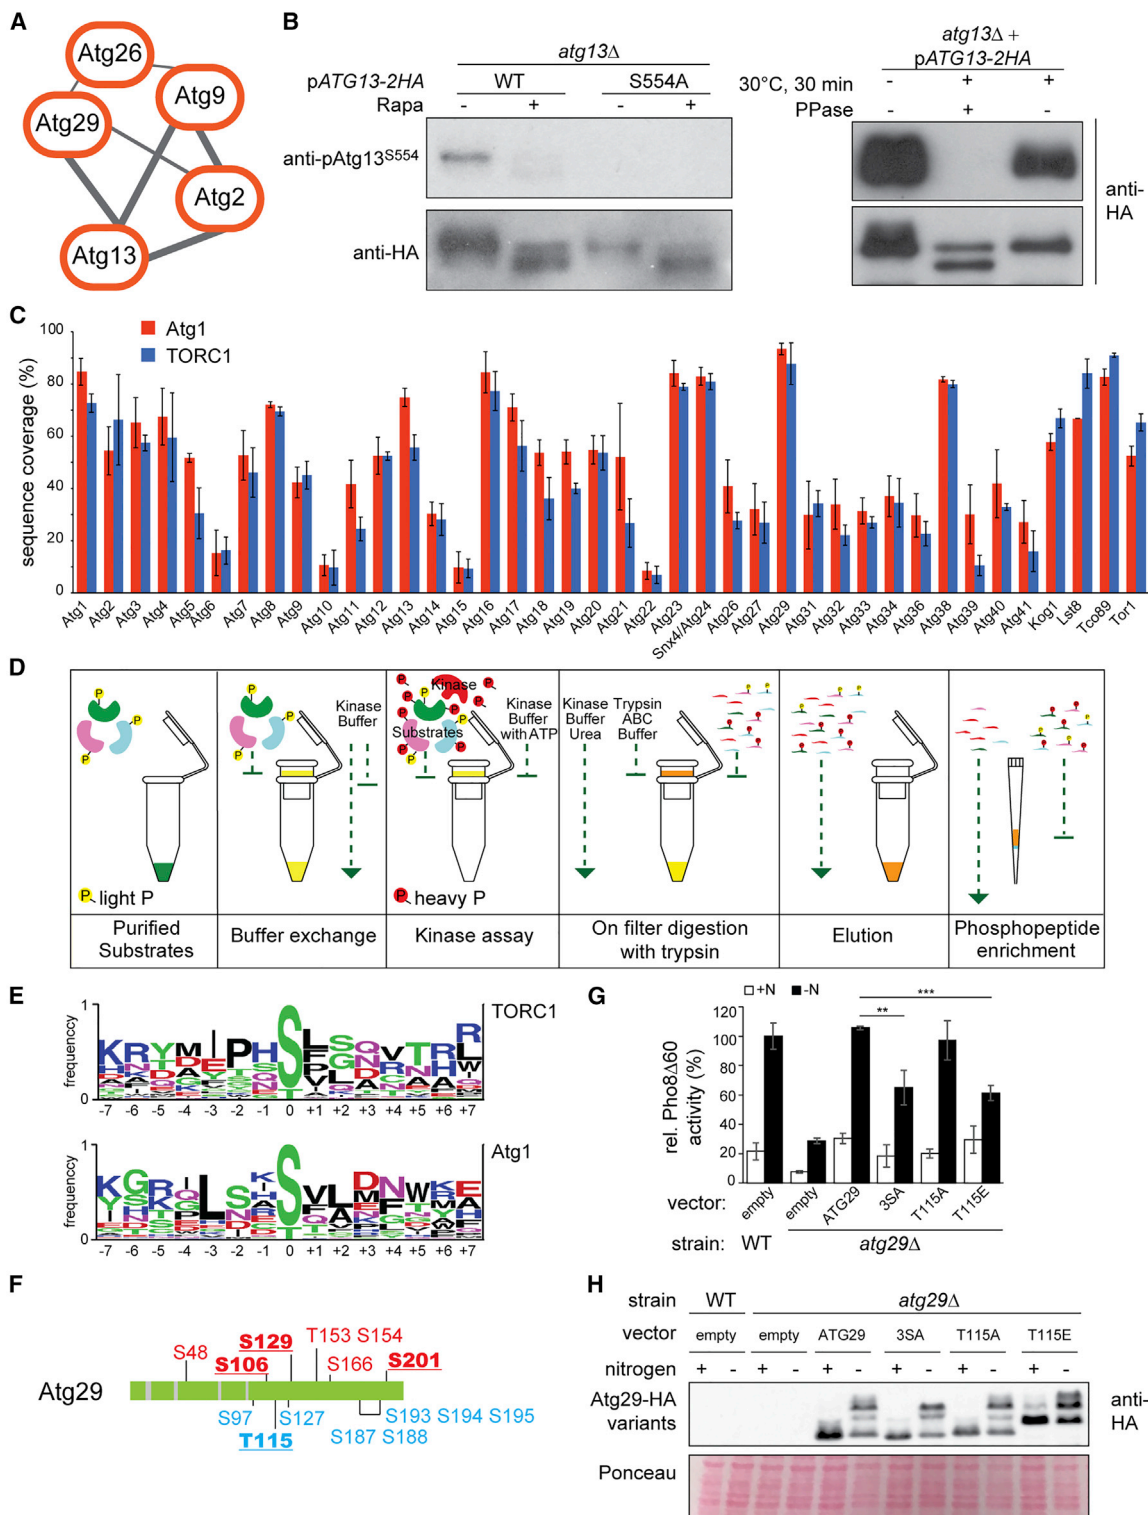 A
Atg26
Atg9
Atg29
Atg2
Atg13
B
atg13Δ
pATG13-2HA WT S554A
Rapa - + - +
anti-pAtg13S554
anti-HA
atg13Δ +
pATG13-2HA
30°C, 30 min - + +
PPase - + -
anti-
HA
C
Atg1
TORC1
sequence coverage (%)
100
80
60
40
20
0
Atg1 Atg2 Atg3 Atg4 Atg5 Atg6 Atg7 Atg8 Atg9 Atg10 Atg11 Atg12 Atg13 Atg14 Atg15 Atg16 Atg17 Atg18 Atg19 Atg20 Atg21 Atg22 Atg23 Snx4/Atg24 Atg26 Atg27 Atg29 Atg31 Atg32 Atg33 Atg34 Atg36 Atg38 Atg39 Atg40 Atg41 Kog1 Lst8 Tco89 Tor1
D
P light P
Purified
Substrates
Kinase
Buffer
Buffer exchange
Kinase
Substrates
Kinase
Buffer
with ATP
P heavy P
Kinase assay
Kinase
Buffer
Urea
Trypsin
ABC
Buffer
On filter digestion
with trypsin
Elution
Phosphopeptide
enrichment
E
TORC1
frequenccy
1
0
-7 -6 -5 -4 -3 -2 -1 0 +1 +2 +3 +4 +5 +6 +7
Atg1
frequenccy
1
0
-7 -6 -5 -4 -3 -2 -1 0 +1 +2 +3 +4 +5 +6 +7
F
Atg29
S48
S106
S129
T153 S154
S166
S201
S97
T115
S127
S193 S194 S195
S187 S188
G
+N -N
rel. Pho8Δ60
activity (%)
120
100
80
60
40
20
0
**
***
vector: empty empty ATG29 3SA T115A T115E
strain: WT atg29Δ
H
strain WT atg29Δ
vector empty empty ATG29 3SA T115A T115E
nitrogen + - + - + - + - + - + -
Atg29-HA
variants
anti-
HA
Ponceau